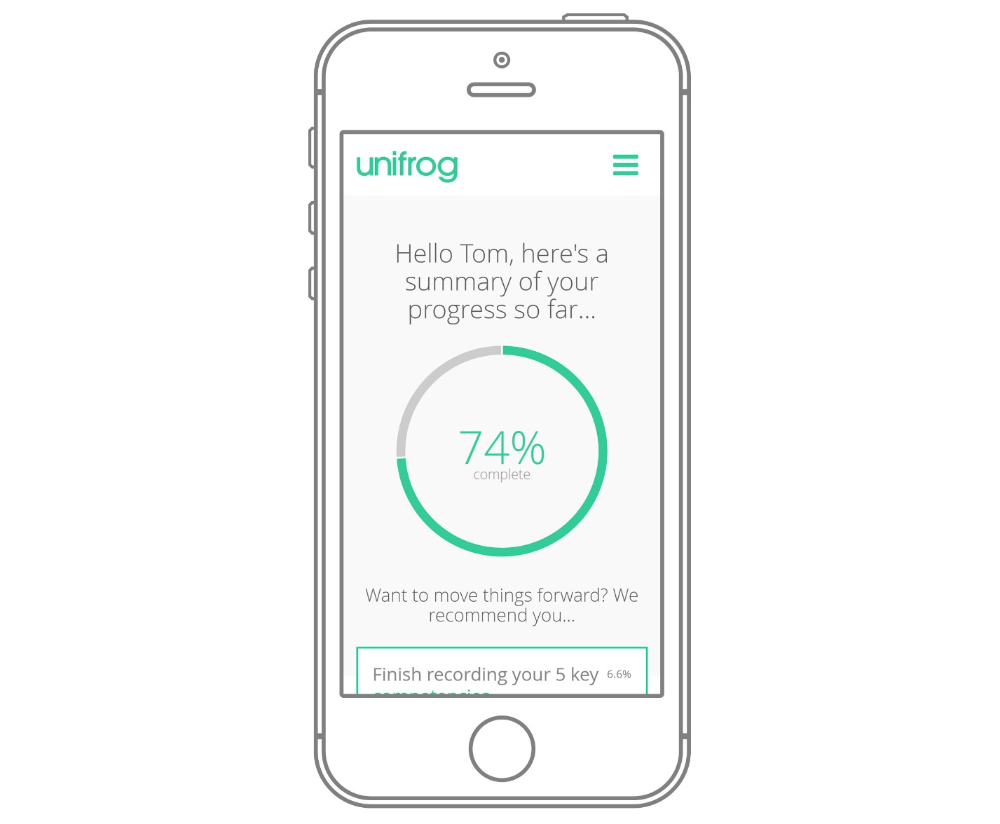 unifrog
Hello Tom, here's a
summary of your
progress so far...
74%
complete
Want to move things forward? We
recommend you...
Finish recording your 5 key 6.6%
competencies